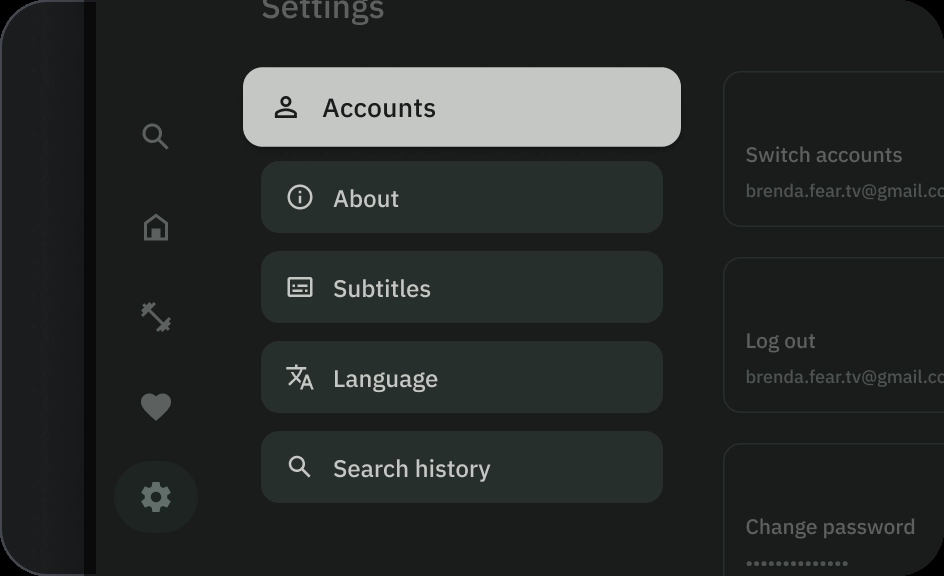 Settings
Accounts
About
Subtitles
Language
Search history
Switch accounts
brenda.fear.tv@gmail.co
Log out
brenda.fear.tv@gmail.co
Change password
••••••••••••••